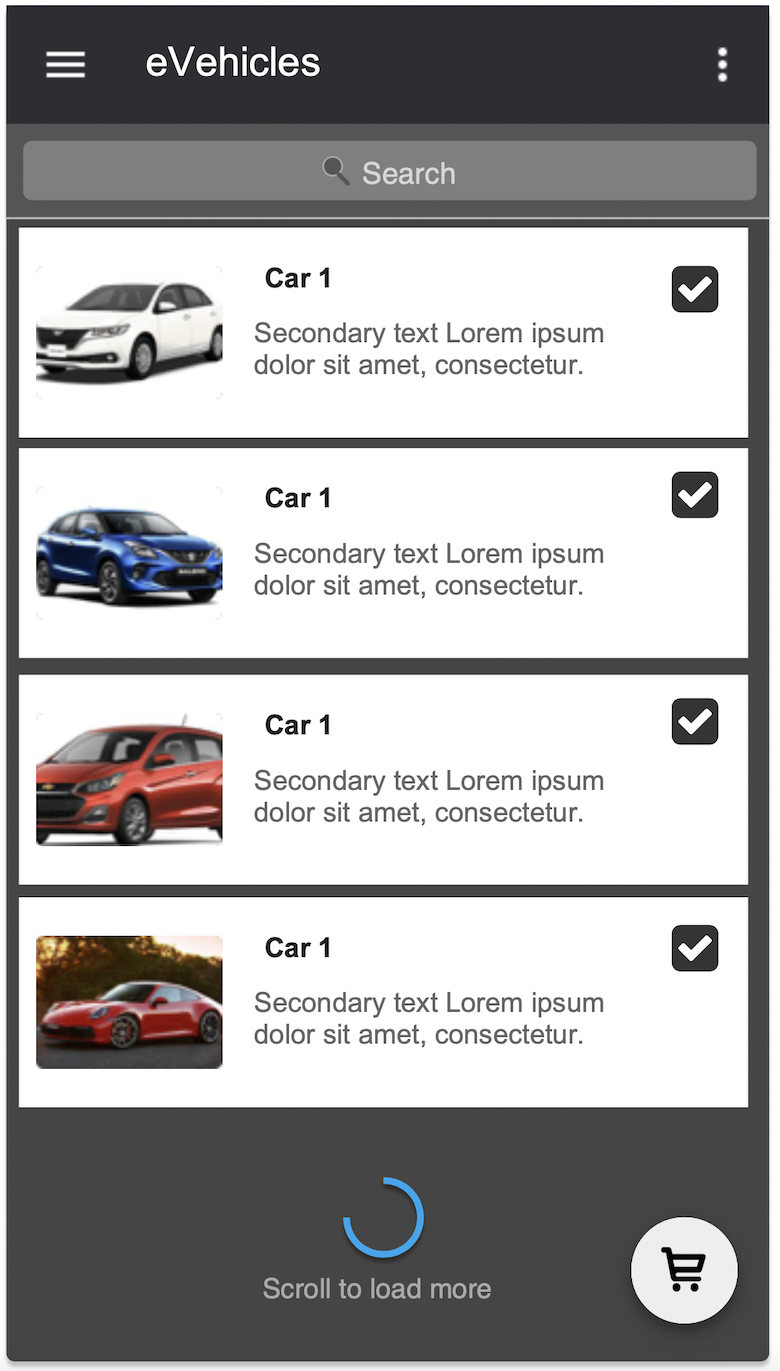 eVehicles
Search
Car 1
Secondary text Lorem ipsum
dolor sit amet, consectetur.
Car 1
Secondary text Lorem ipsum
dolor sit amet, consectetur.
Car 1
Secondary text Lorem ipsum
dolor sit amet, consectetur.
Car 1
Secondary text Lorem ipsum
dolor sit amet, consectetur.
Scroll to load more